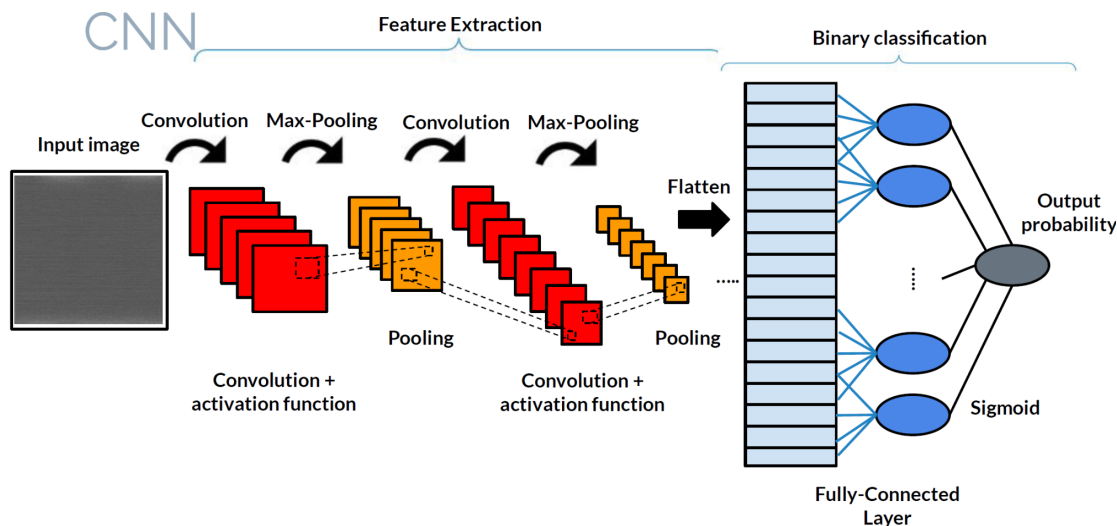 CNN
Feature Extraction
Binary classification
Convolution
Max-Pooling
Convolution
Max-Pooling
Input image
Flatten
Output
probability
.....
...
Pooling
Pooling
Convolution +
activation function
Convolution +
activation function
Sigmoid
Fully-Connected
Layer